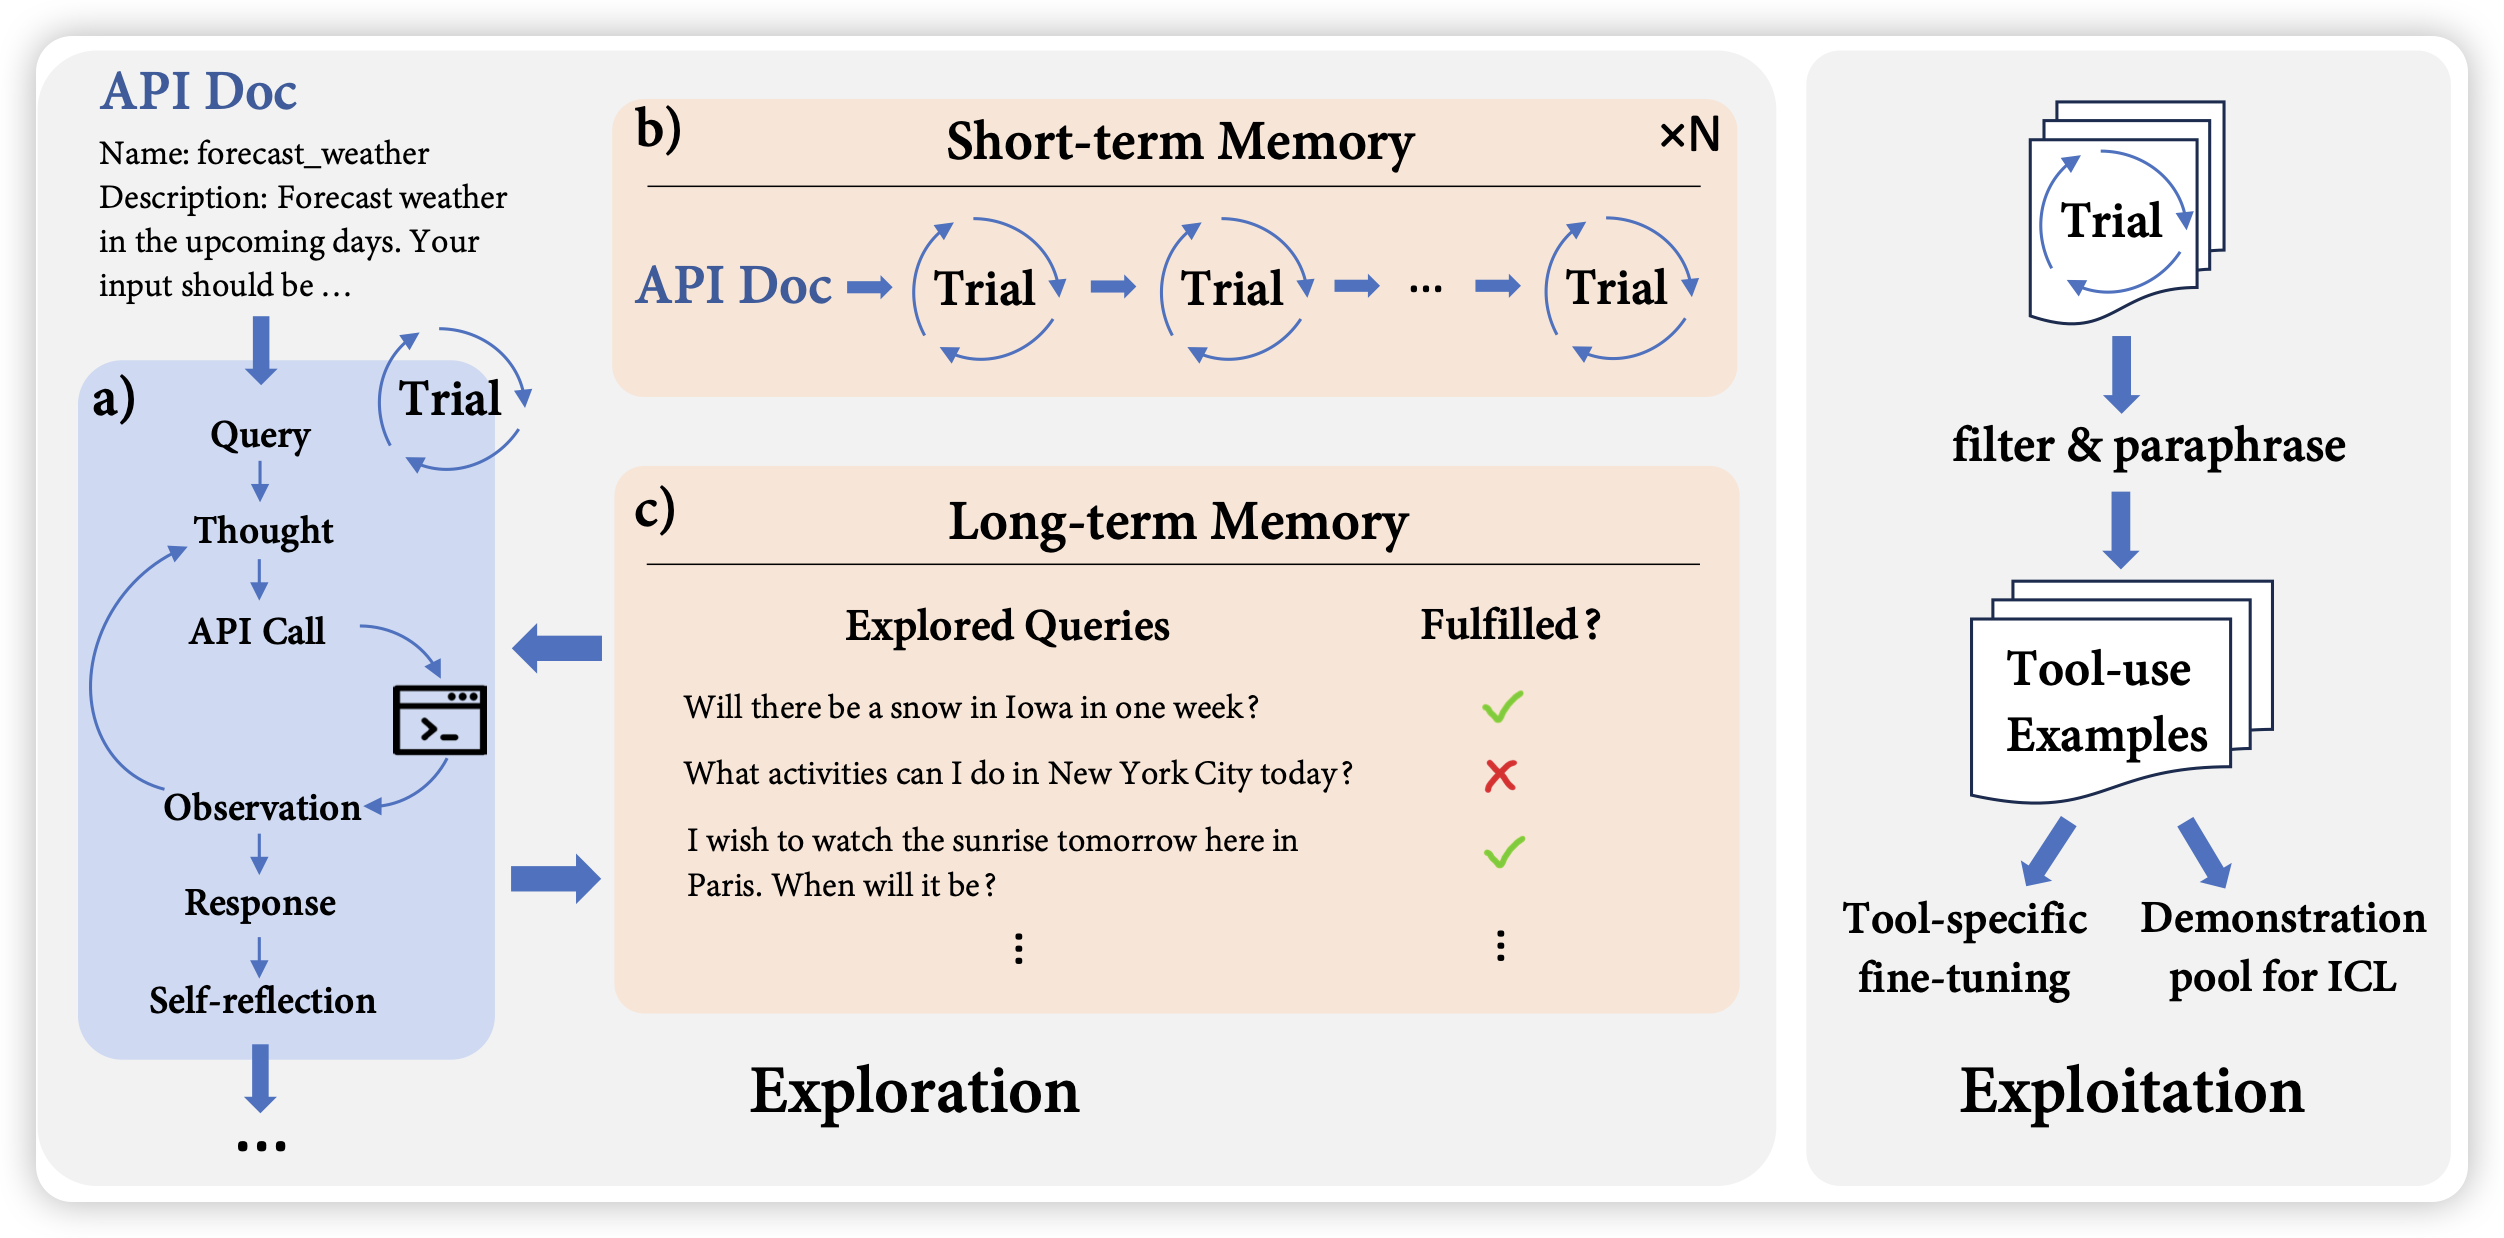 API Doc
Name: forecast_weather
Description: Forecast weather
in the upcoming days. Your
input should be ...
a)
Trial
Query
Thought
API Call
Observation
Response
Self-reflection
...
b)
Short-term Memory
×N
API Doc
Trial
Trial
...
Trial
c)
Long-term Memory
Explored Queries
Fulfilled?
Will there be a snow in Iowa in one week?
What activities can I do in New York City today?
I wish to watch the sunrise tomorrow here in
Paris. When will it be?
Exploration
Trial
filter & paraphrase
Tool-use
Examples
Tool-specific
fine-tuning
Demonstration
pool for ICL
Exploitation